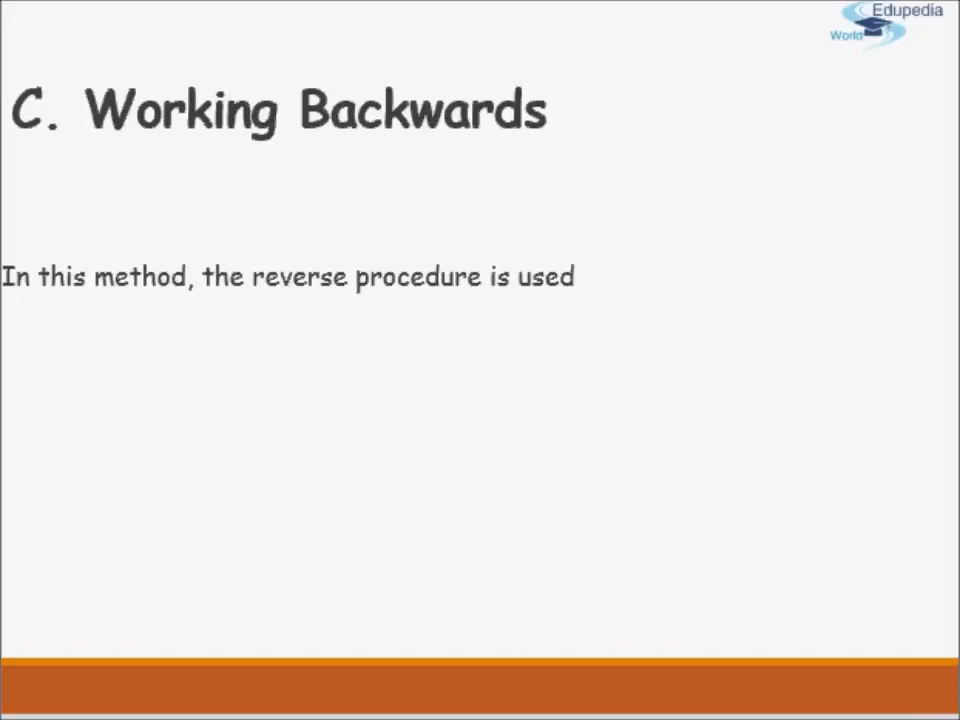 Edupedia
World
C. Working Backwards
In this method, the reverse procedure is used